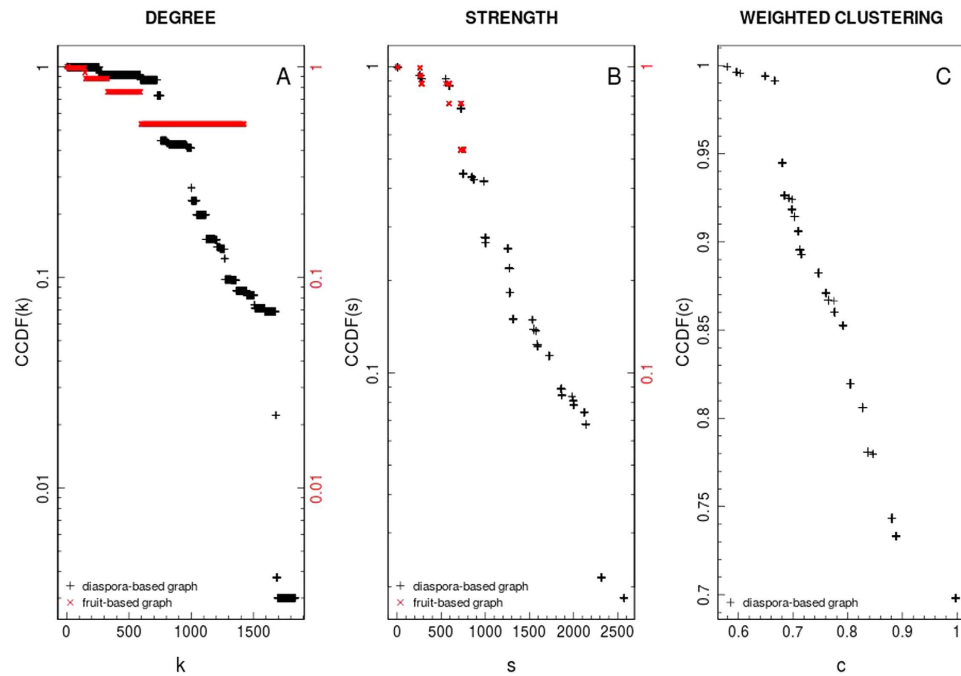 DEGREE
A
1
0.1
0.01
CCDF(k)
1
0.1
0.01
+ diaspora-based graph
× fruit-based graph
0 500 1000 1500
k
STRENGTH
B
1
0.1
CCDF(s)
1
0.1
+ diaspora-based graph
× fruit-based graph
0 500 1000 1500 2000 2500
s
WEIGHTED CLUSTERING
C
1
0.95
0.9
0.85
0.8
0.75
0.7
CCDF(c)
+ diaspora-based graph
0.6 0.7 0.8 0.9 1
c